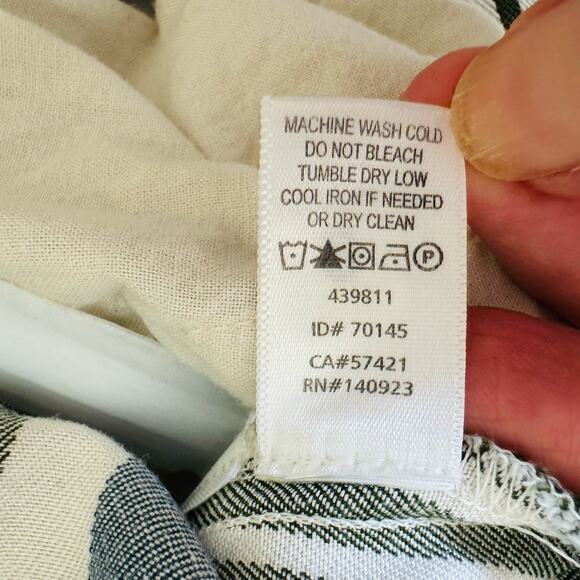 MACHINE WASH COLD
DO NOT BLEACH
TUMBLE DRY LOW
COOL IRON IF NEEDED
OR DRY CLEAN
P
439811
ID# 70145
CA#57421
RN#140923